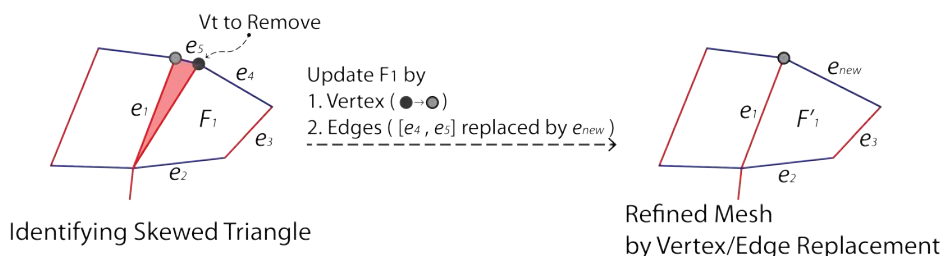 Vt to Remove
e5
e4
e1
F1
e3
e2
Identifying Skewed Triangle
Update F1 by
1. Vertex ( ●→● )
2. Edges ( [e4 , e5] replaced by enew )
enew
e1
F'1
e3
e2
Refined Mesh
by Vertex/Edge Replacement